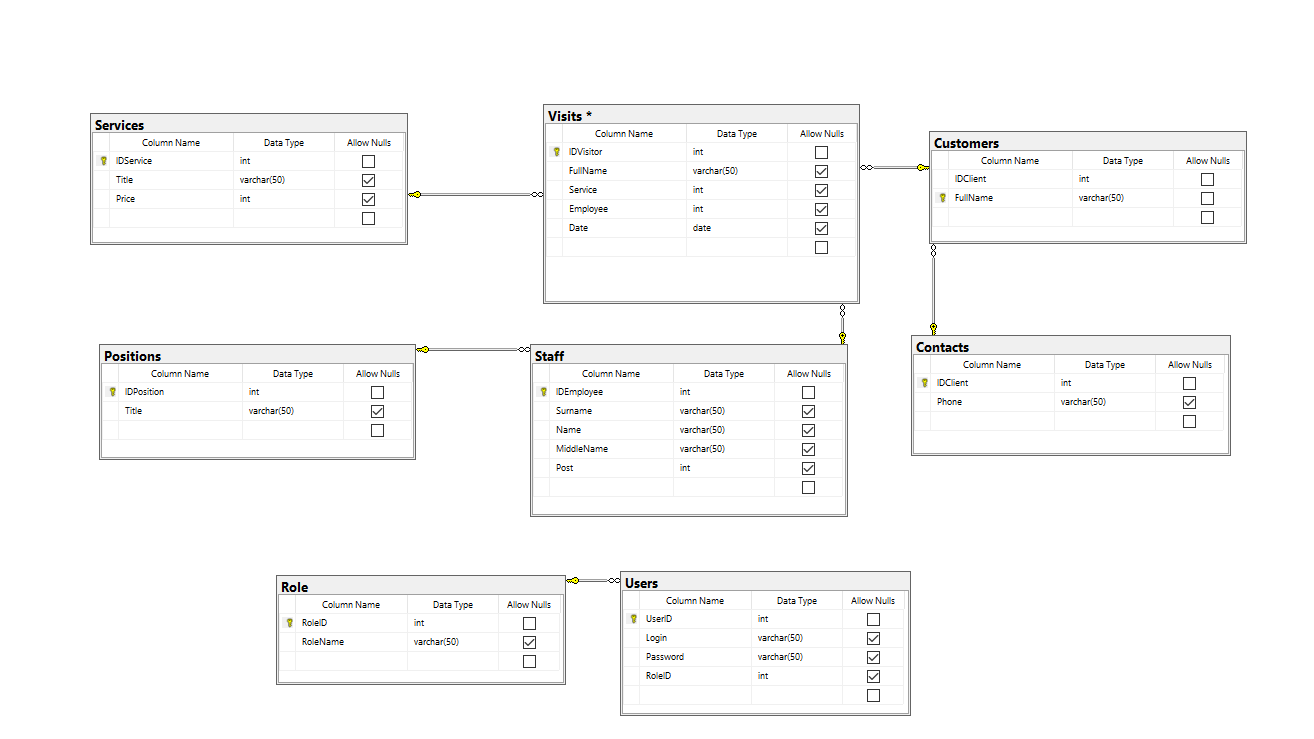 Services
Column Name Data Type Allow Nulls
IDService int
Title varchar(50)
Price int
Visits *
Column Name Data Type Allow Nulls
IDVisitor int
FullName varchar(50)
Service int
Employee int
Date date
Customers
Column Name Data Type Allow Nulls
IDClient int
FullName varchar(50)
Positions
Column Name Data Type Allow Nulls
IDPosition int
Title varchar(50)
Staff
Column Name Data Type Allow Nulls
IDEmployee int
Surname varchar(50)
Name varchar(50)
MiddleName varchar(50)
Post int
Contacts
Column Name Data Type Allow Nulls
IDClient int
Phone varchar(50)
Role
Column Name Data Type Allow Nulls
RoleID int
RoleName varchar(50)
Users
Column Name Data Type Allow Nulls
UserID int
Login varchar(50)
Password varchar(50)
RoleID int